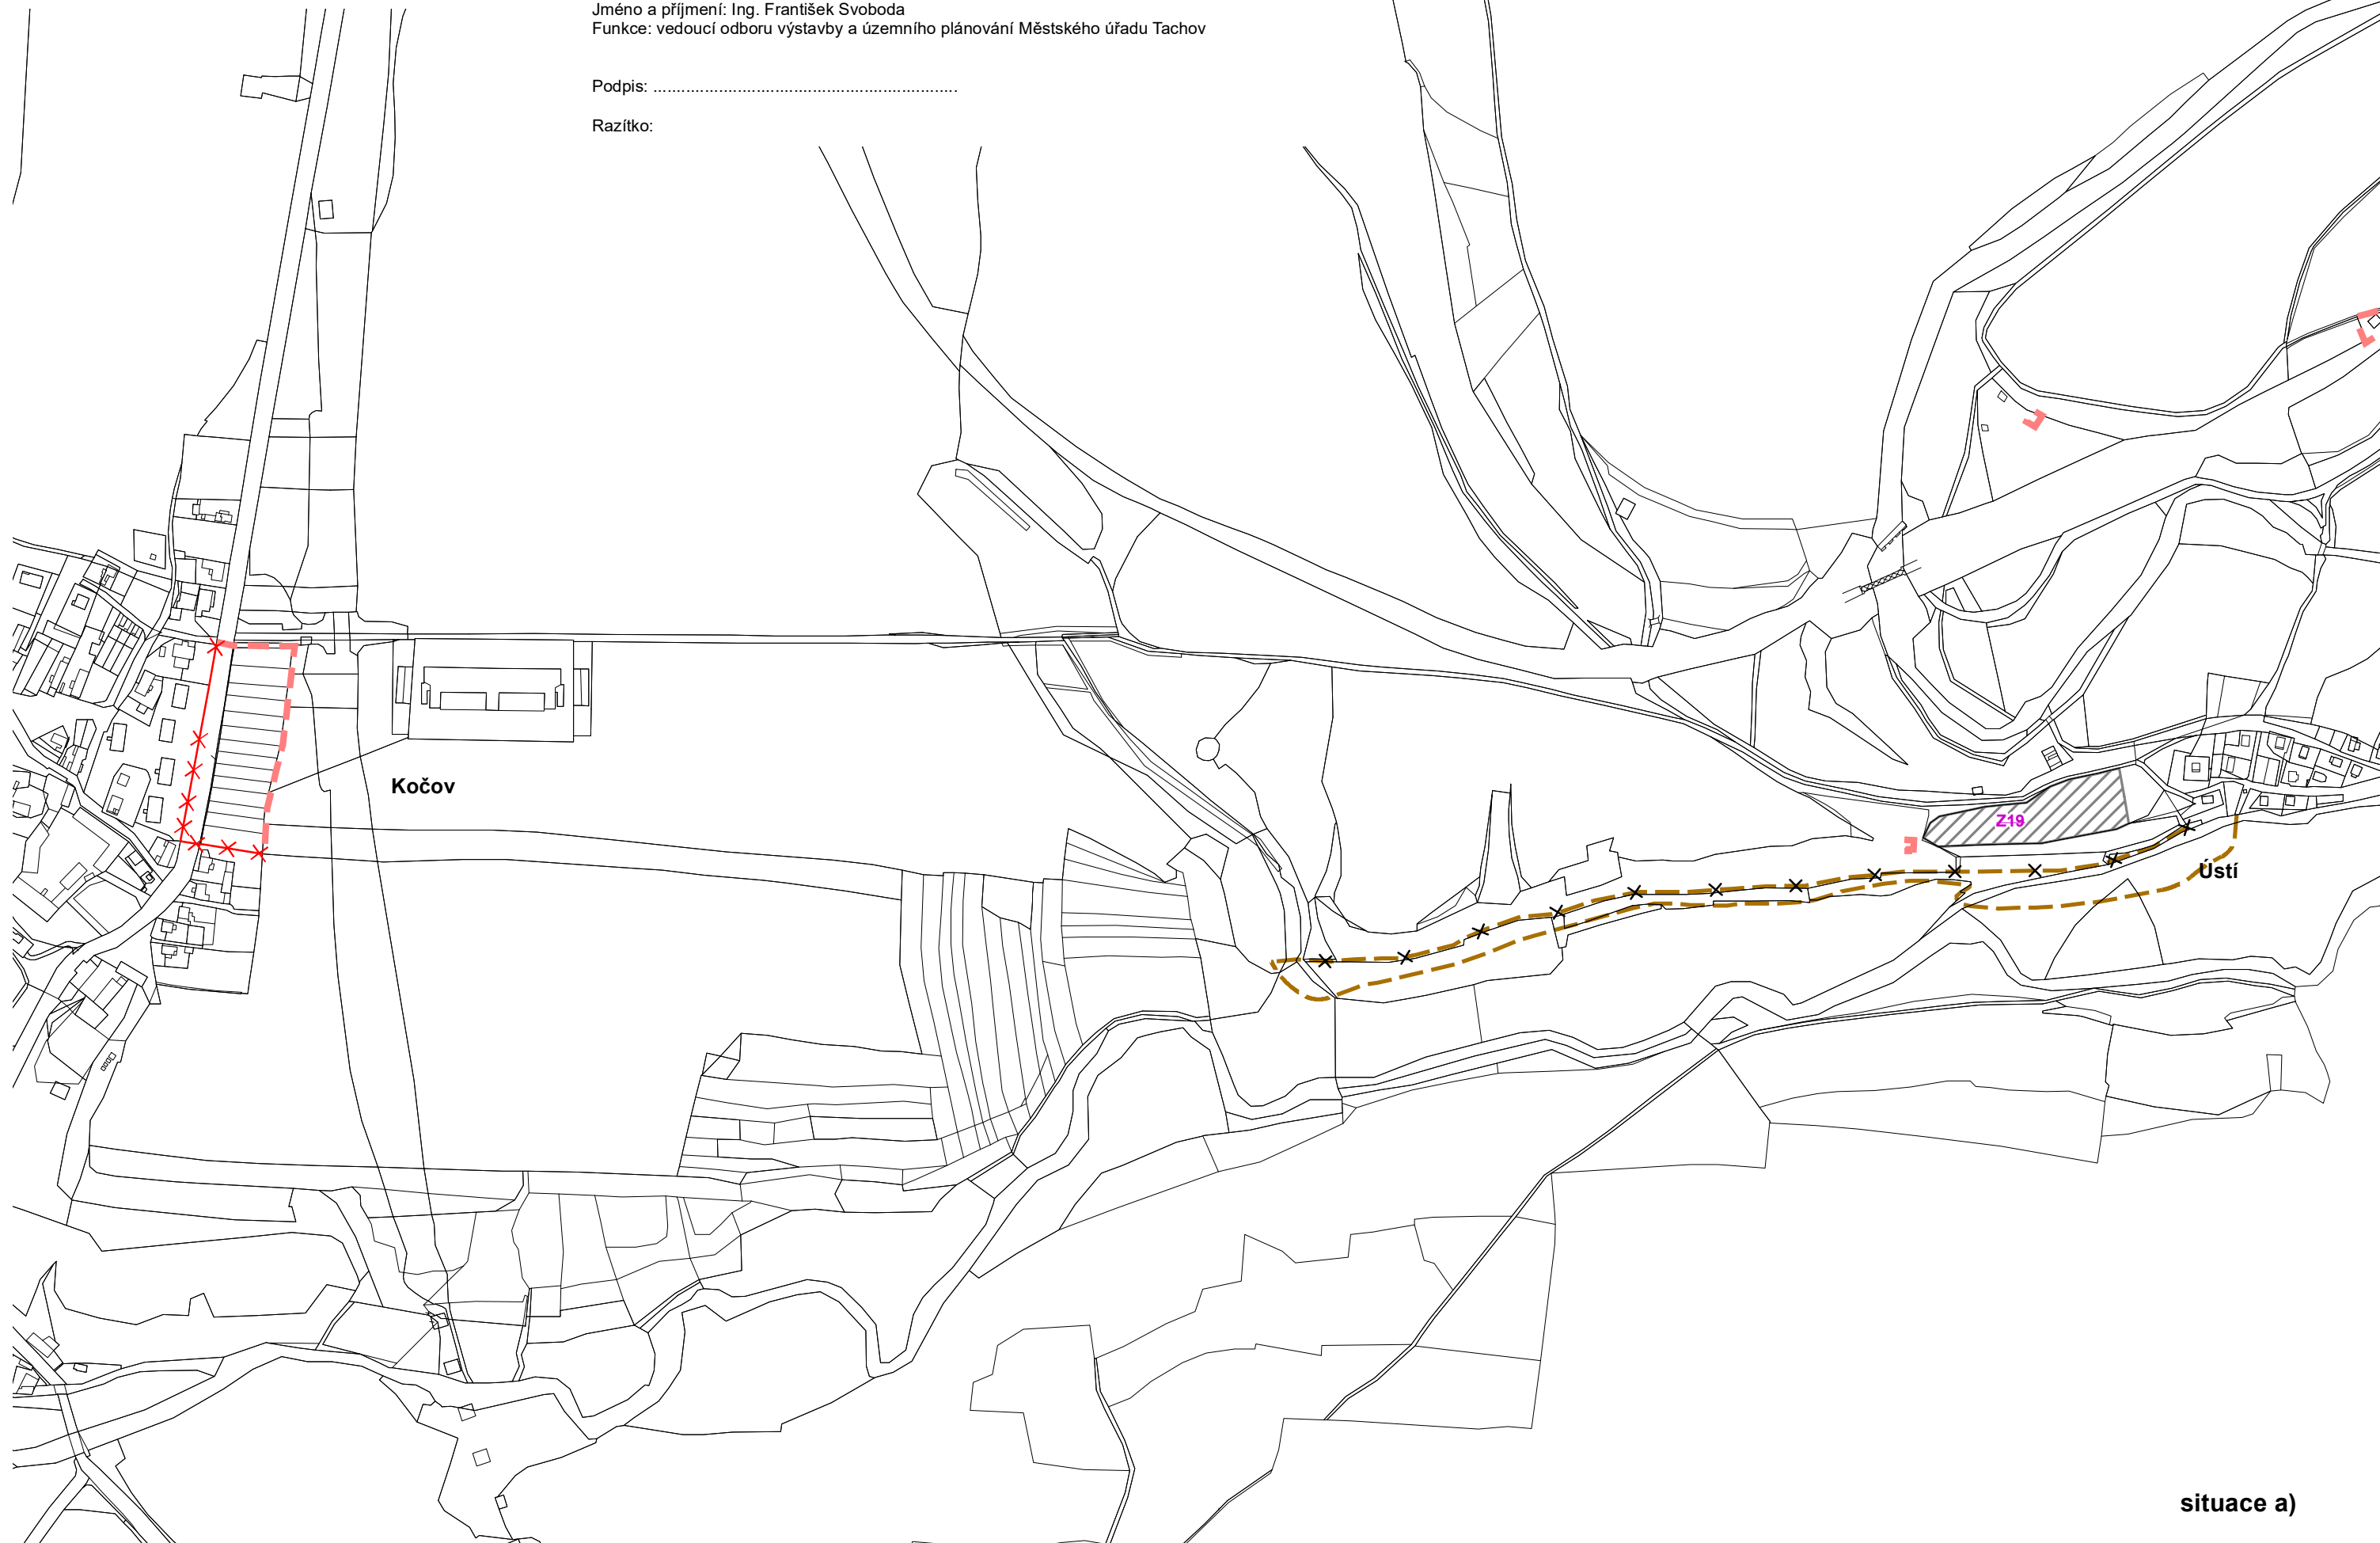 Jméno a příjmení: Ing. František Svoboda
Funkce: vedoucí odboru výstavby a územního plánování Městského úřadu Tachov
Podpis: .................................................................
Razítko:
Kočov
Z19
Ústí
situace a)